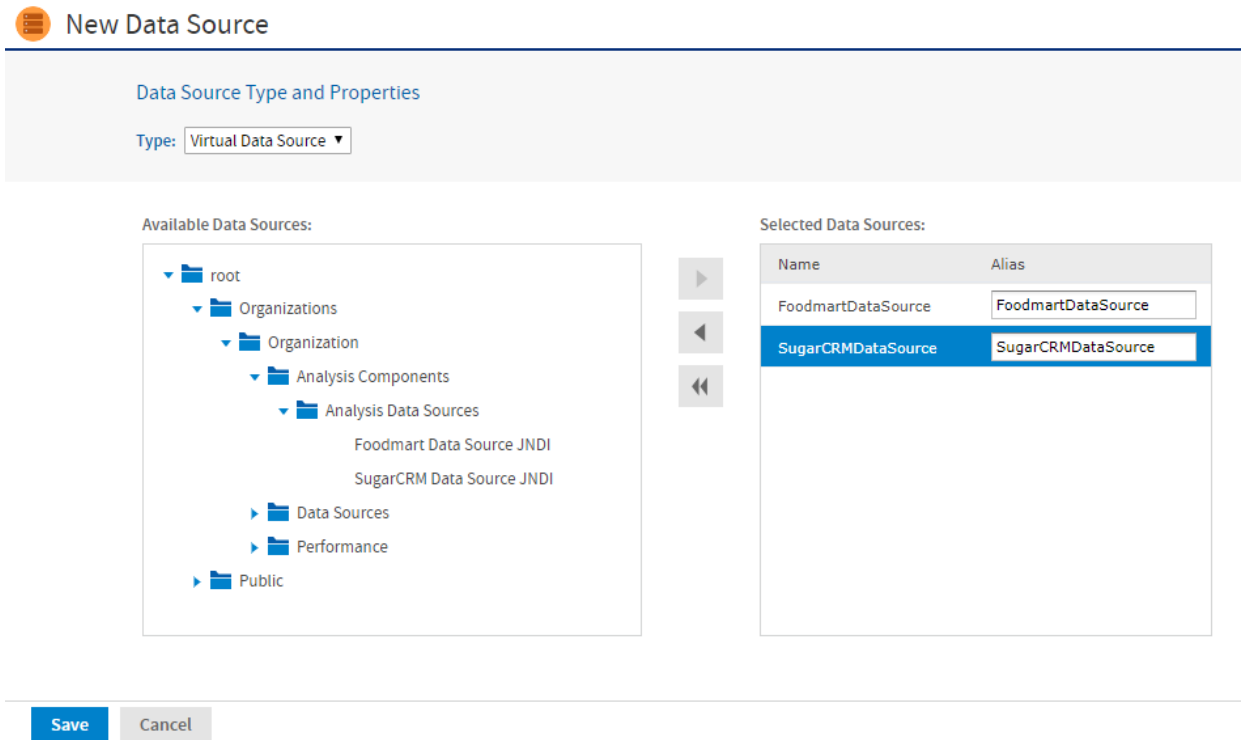 New Data Source
Data Source Type and Properties
Type: Virtual Data Source
Available Data Sources:
root
Organizations
Organization
Analysis Components
Analysis Data Sources
Foodmart Data Source JNDI
SugarCRM Data Source JNDI
Data Sources
Performance
Public
Selected Data Sources:
Name Alias
FoodmartDataSource FoodmartDataSource
SugarCRMDataSource SugarCRMDataSource
Save Cancel